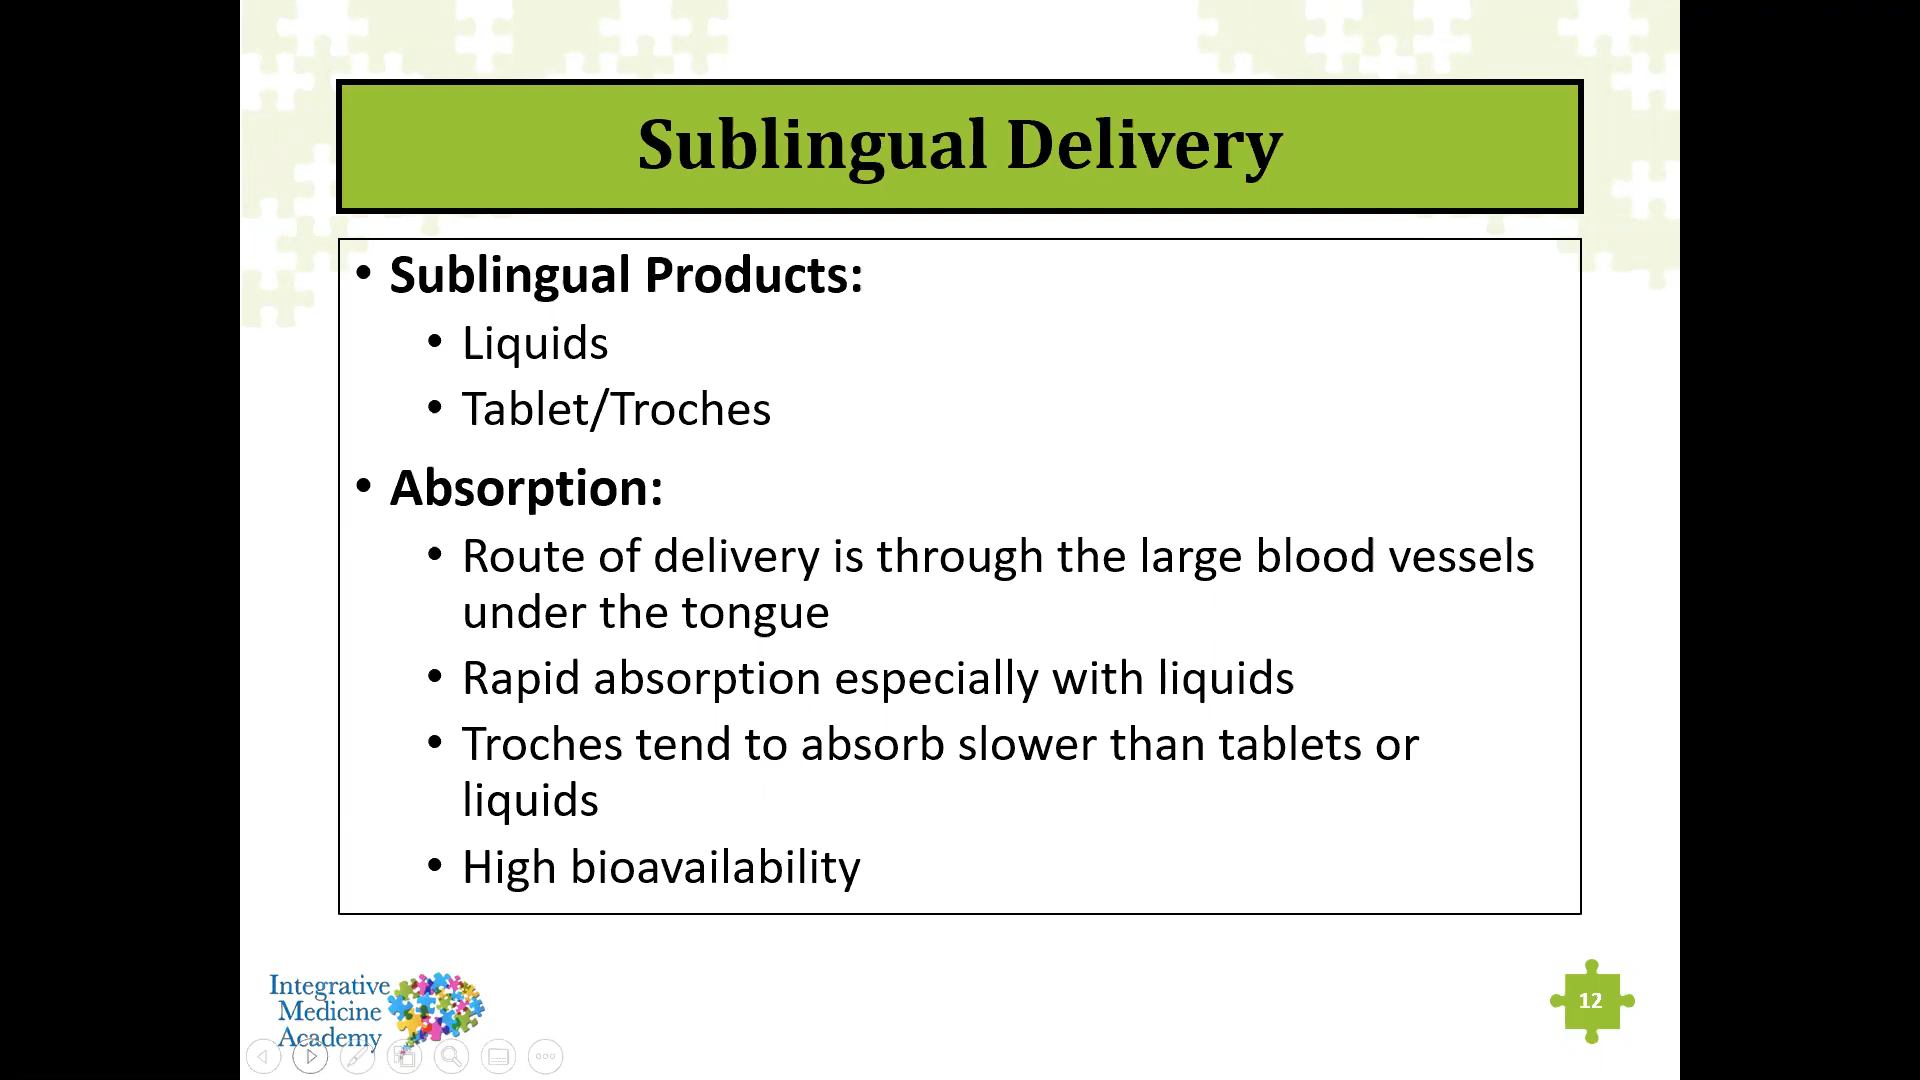 Sublingual Delivery
• Sublingual Products:
• Liquids
• Tablet/Troches
• Absorption:
• Route of delivery is through the large blood vessels
under the tongue
• Rapid absorption especially with liquids
• Troches tend to absorb slower than tablets or
liquids
• High bioavailability
Integrative
Medicine
Academy
12